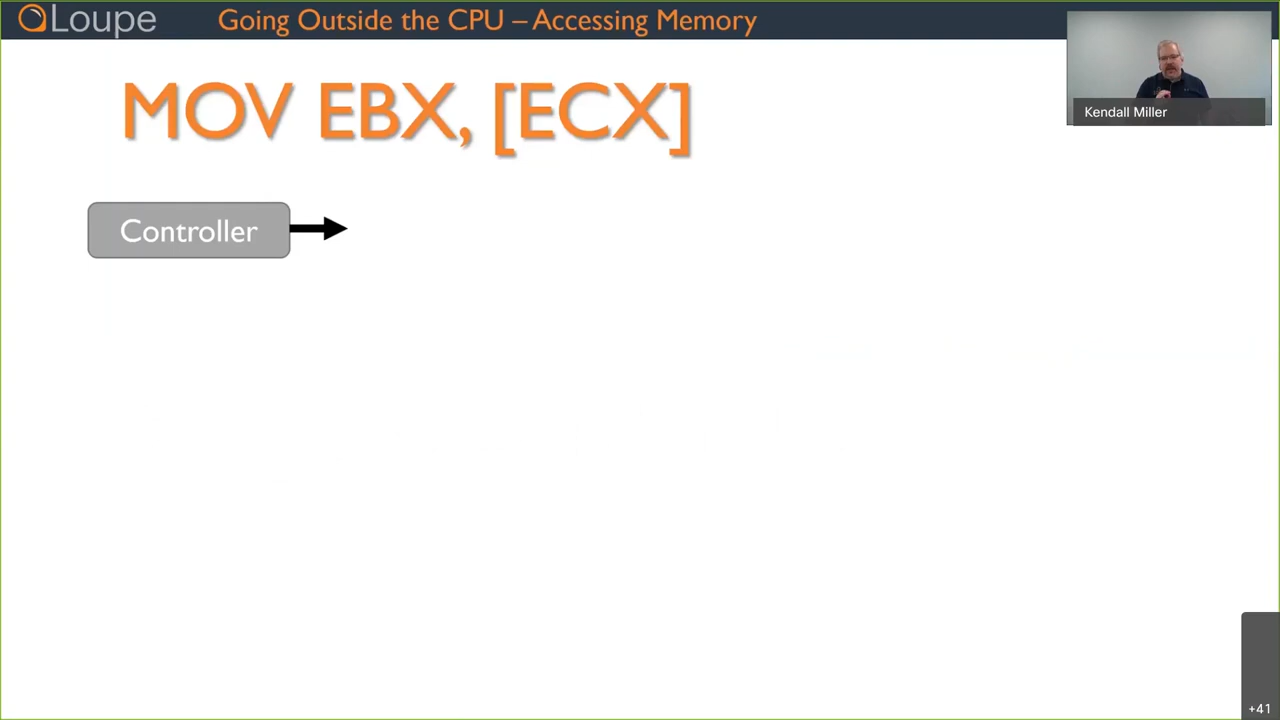 Loupe
Going Outside the CPU – Accessing Memory
Kendall Miller
MOV EBX, [ECX]
Controller
+41